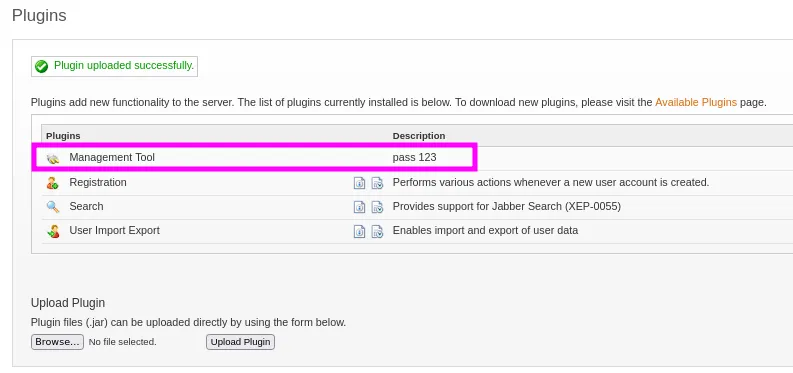 Plugins
Plugin uploaded successfully.
Plugins add new functionality to the server. The list of plugins currently installed is below. To download new plugins, please visit the Available Plugins page.
Plugins Description
Management Tool pass 123
Registration Performs various actions whenever a new user account is created.
Search Provides support for Jabber Search (XEP-0055)
User Import Export Enables import and export of user data
Upload Plugin
Plugin files (.jar) can be uploaded directly by using the form below.
Browse... No file selected. Upload Plugin